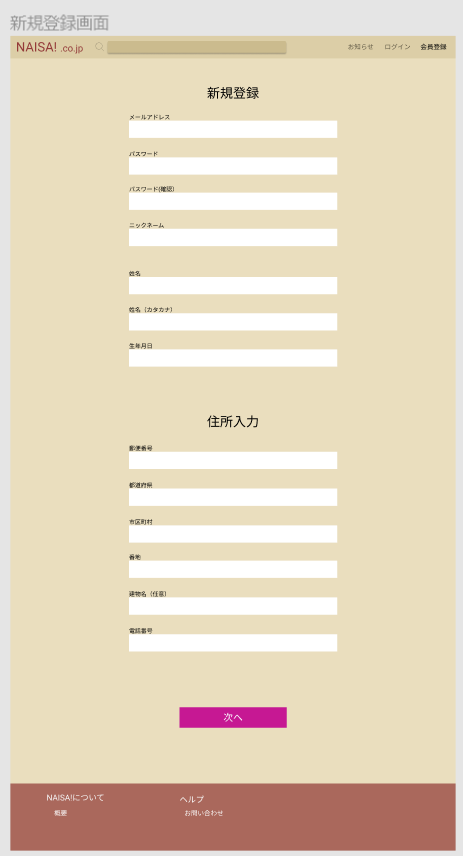 新規登録画面
NAISA! .co.jp お知らせ ログイン 会員登録
新規登録
メールアドレス
パスワード
パスワード(確認)
ニックネーム
姓名
姓名（カタカナ）
生年月日
住所入力
郵便番号
都道府県
市区町村
番地
建物名（任意）
電話番号
次へ
NAISA!について ヘルプ
概要 お問い合わせ